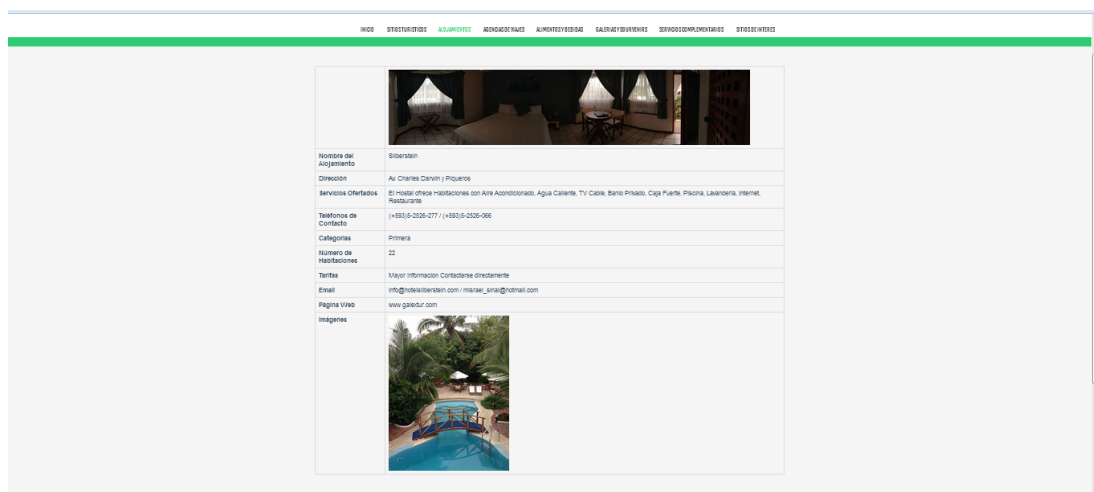 INICIO SITIOS TURISTICOS ALOJAMIENTOS AGENCIAS DE VIAJES ALIMENTOS Y BEBIDAS GALERIAS Y SOUVENIRS SERVICIOS COMPLEMENTARIOS SITIOS DE INTERES
Nombre del
Alojamiento
Silberstein
Dirección
Av. Charles Darwin y Piqueros
Servicios Ofertados
El Hostal ofrece Habitaciones con Aire Acondicionado, Agua Caliente, TV Cable, Banio Privado, Caja Fuerte, Piscina, Lavanderia, Internet,
Restaurante
Teléfonos de
Contacto
(+593)5-2526-277 / (+593)5-2526-066
Categorias
Primera
Número de
Habitaciones
22
Tarifas
Mayor Informacion Contactarse directamente
Email
info@hotelsilberstein.com / misrael_sinai@hotmail.com
Página Web
www.galextur.com
Imágenes